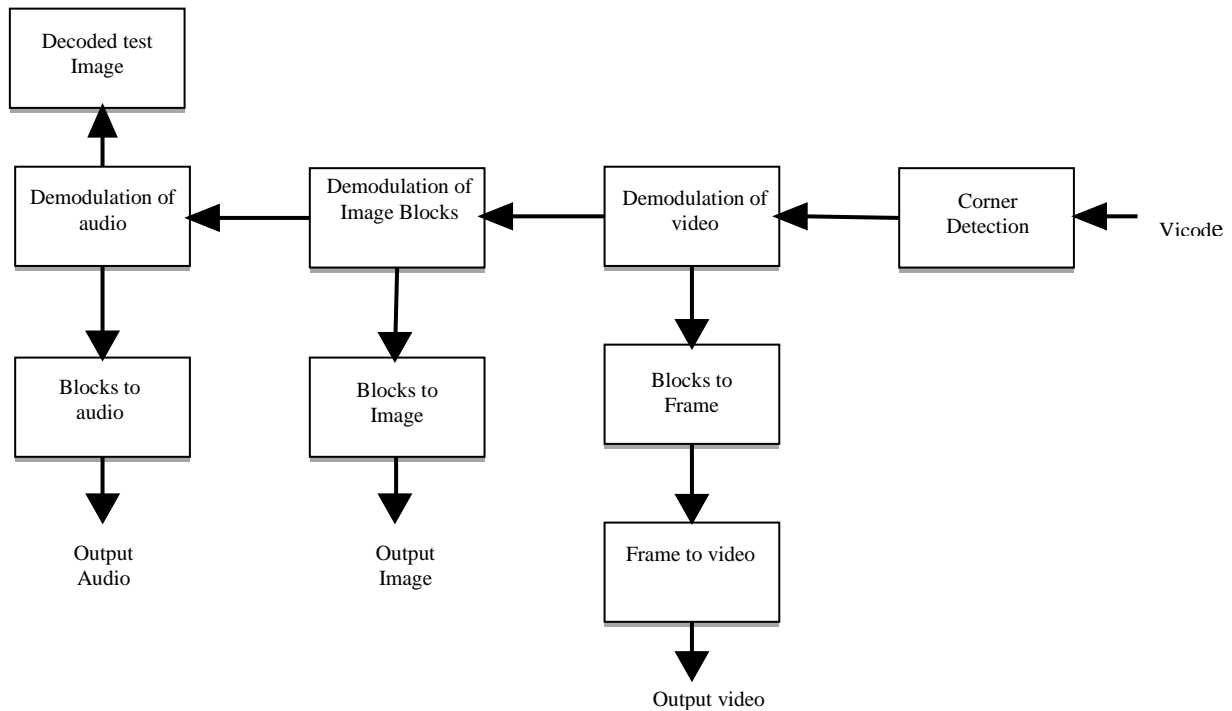 Decoded test
Image
Demodulation of
audio
Demodulation of
Image Blocks
Demodulation of
video
Corner
Detection
Vicode
Blocks to
audio
Blocks to
Image
Blocks to
Frame
Output
Audio
Output
Image
Frame to video
Output video